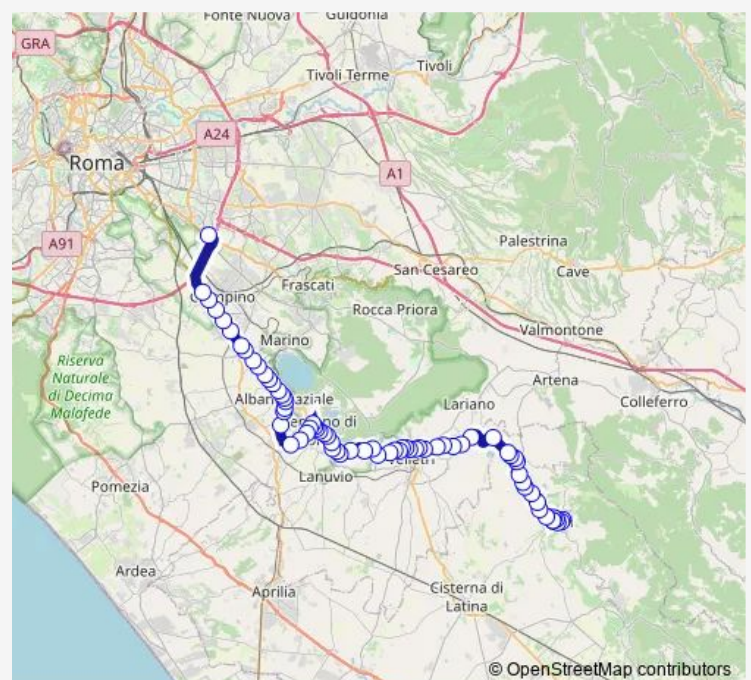 Fonte Nuova
Guidonia
GRA
Tivoli Terme
Tivoli
A24
Roma
A1
A91
Palestrina
San Cesareo
Cave
Frascati
Rocca Priora
Valmontone
Marino
Riserva
Naturale
di Decima
Malafede
Artena
Colleferro
Lariano
Lanuvio
Pomezia
Ardea
Aprilia
Cisterna di
Latina
© OpenStreetMap contributors